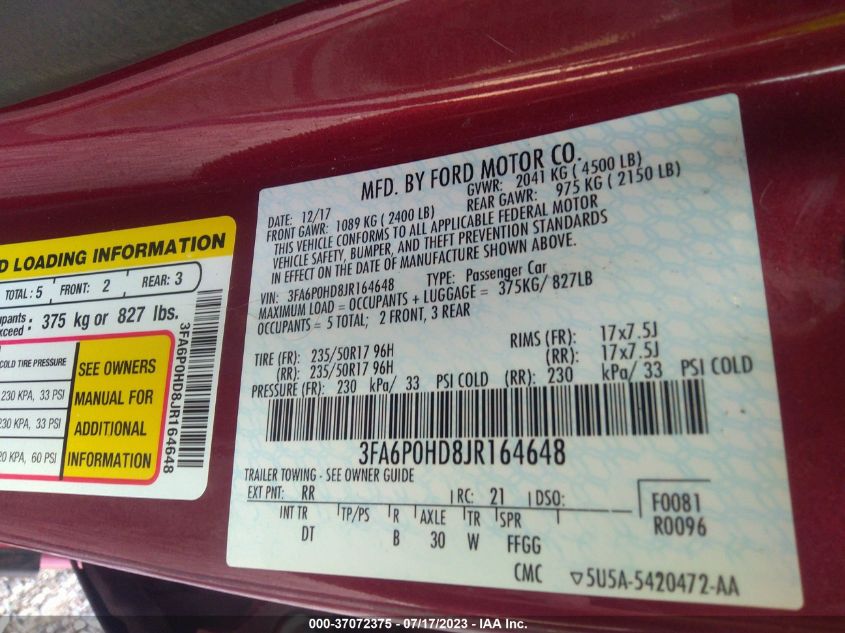 D LOADING INFORMATION
TOTAL: 5 FRONT: 2 REAR: 3
375 kg or 827 lbs.
COLD TIRE PRESSURE
230 KPA, 33 PSI
230 KPA, 33 PSI
20 KPA, 60 PSI
SEE OWNERS
MANUAL FOR
ADDITIONAL
INFORMATION
3FA6P0HD8JR164648
MFD. BY FORD MOTOR CO.
DATE: 12/17 GVWR: 2041 KG ( 4500 LB)
FRONT GAWR: 1089 KG ( 2400 LB) REAR GAWR: 975 KG ( 2150 LB)
THIS VEHICLE CONFORMS TO ALL APPLICABLE FEDERAL MOTOR
VEHICLE SAFETY, BUMPER, AND THEFT PREVENTION STANDARDS
IN EFFECT ON THE DATE OF MANUFACTURE SHOWN ABOVE.
VIN: 3FA6P0HD8JR164648 TYPE: Passenger Car
MAXIMUM LOAD = OCCUPANTS + LUGGAGE = 375KG/ 827LB
OCCUPANTS = 5 TOTAL; 2 FRONT, 3 REAR
TIRE (FR): 235/50R17 96H RIMS (FR): 17x7.5J
(RR): 235/50R17 96H (RR): 17x7.5J
PRESSURE (FR): 230 kPa/ 33 PSI COLD (RR): 230 kPa/ 33 PSI COLD
3FA6P0HD8JR164648
TRAILER TOWING - SEE OWNER GUIDE
EXT PNT: RR RC: 21 DSO: F0081
INT TR TP/PS R AXLE TR SPR R0096
DT B 30 W FFGG
CMC ▽5U5A-5420472-AA
000-37072375 - 07/17/2023 - IAA Inc.